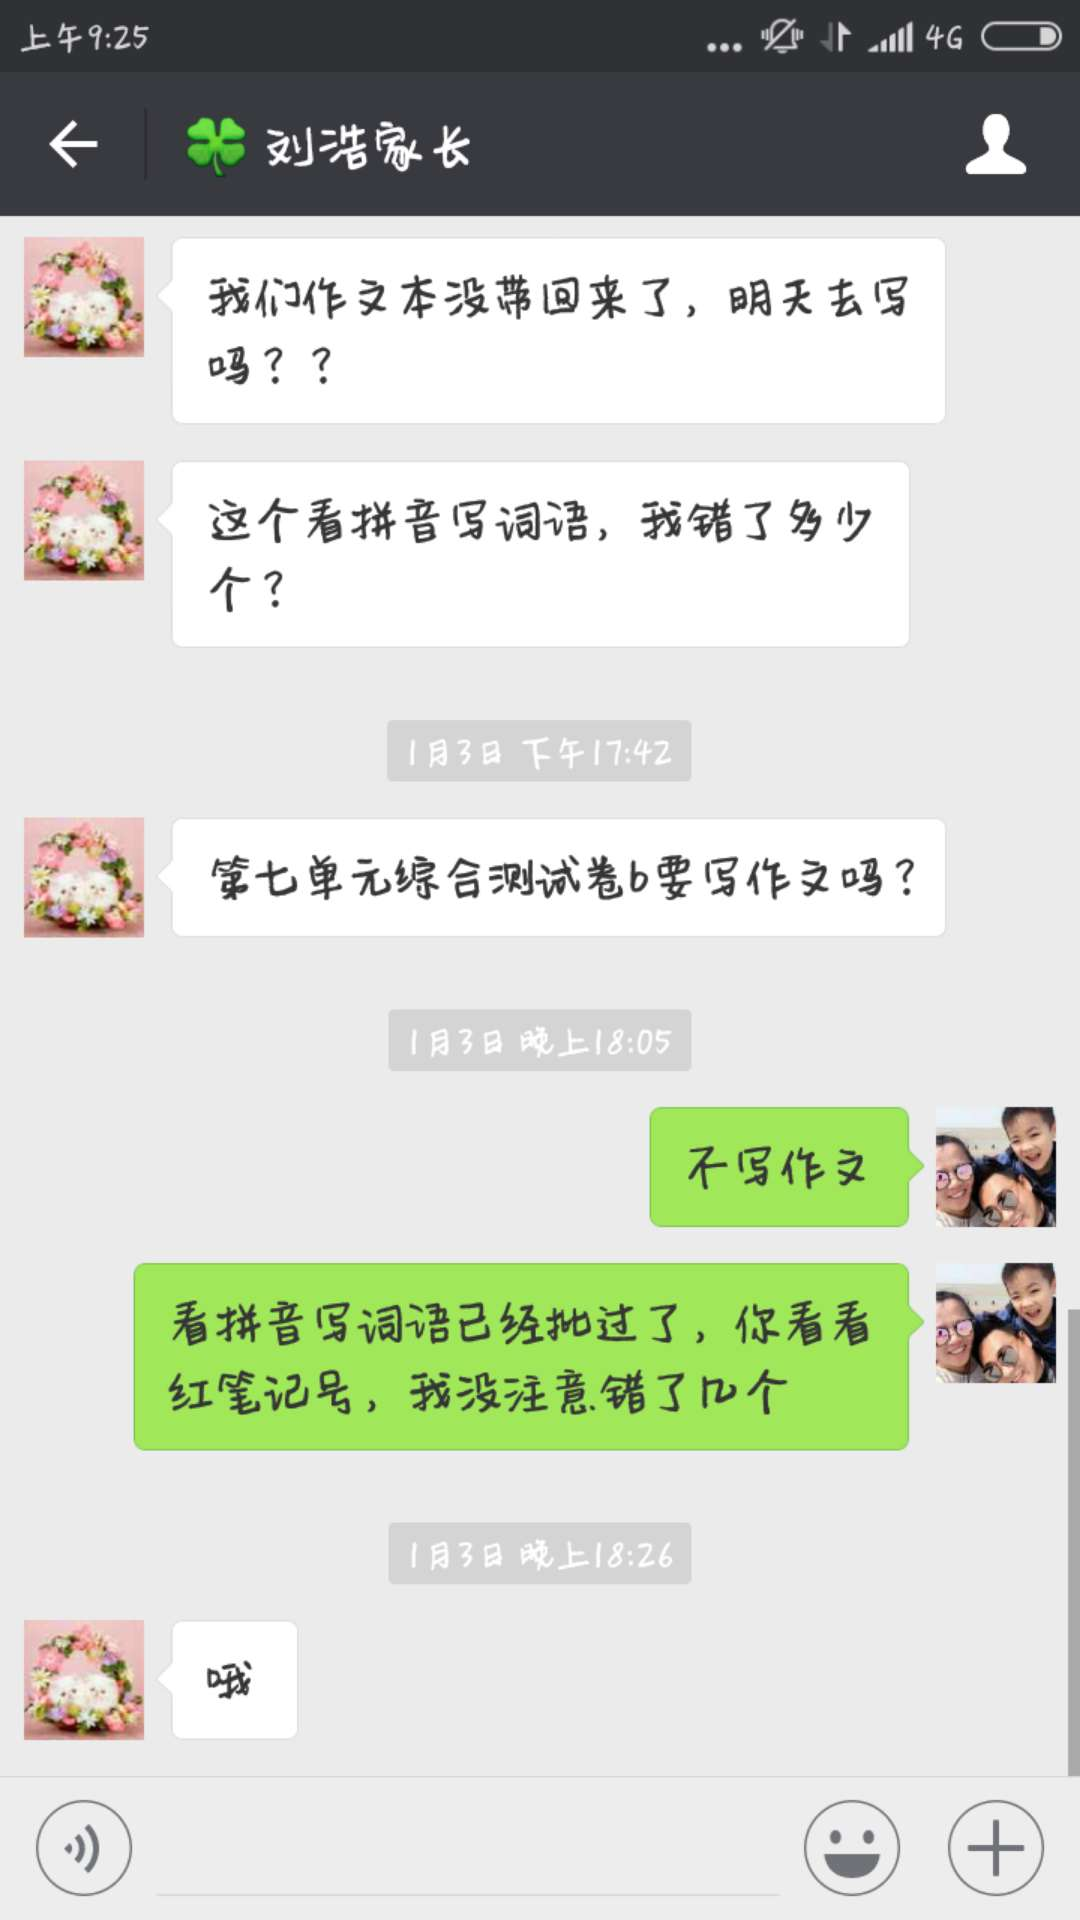 上午9:25
4G
刘浩家长
我们作文本没带回来了，明天去写
吗？？
这个看拼音写词语，我错了多少
个？
1月3日 下午17:42
第七单元综合测试卷b要写作文吗？
1月3日 晚上18:05
不写作文
看拼音写词语已经批过了，你看看
红笔记号，我没注意错了几个
1月3日 晚上18:26
哦